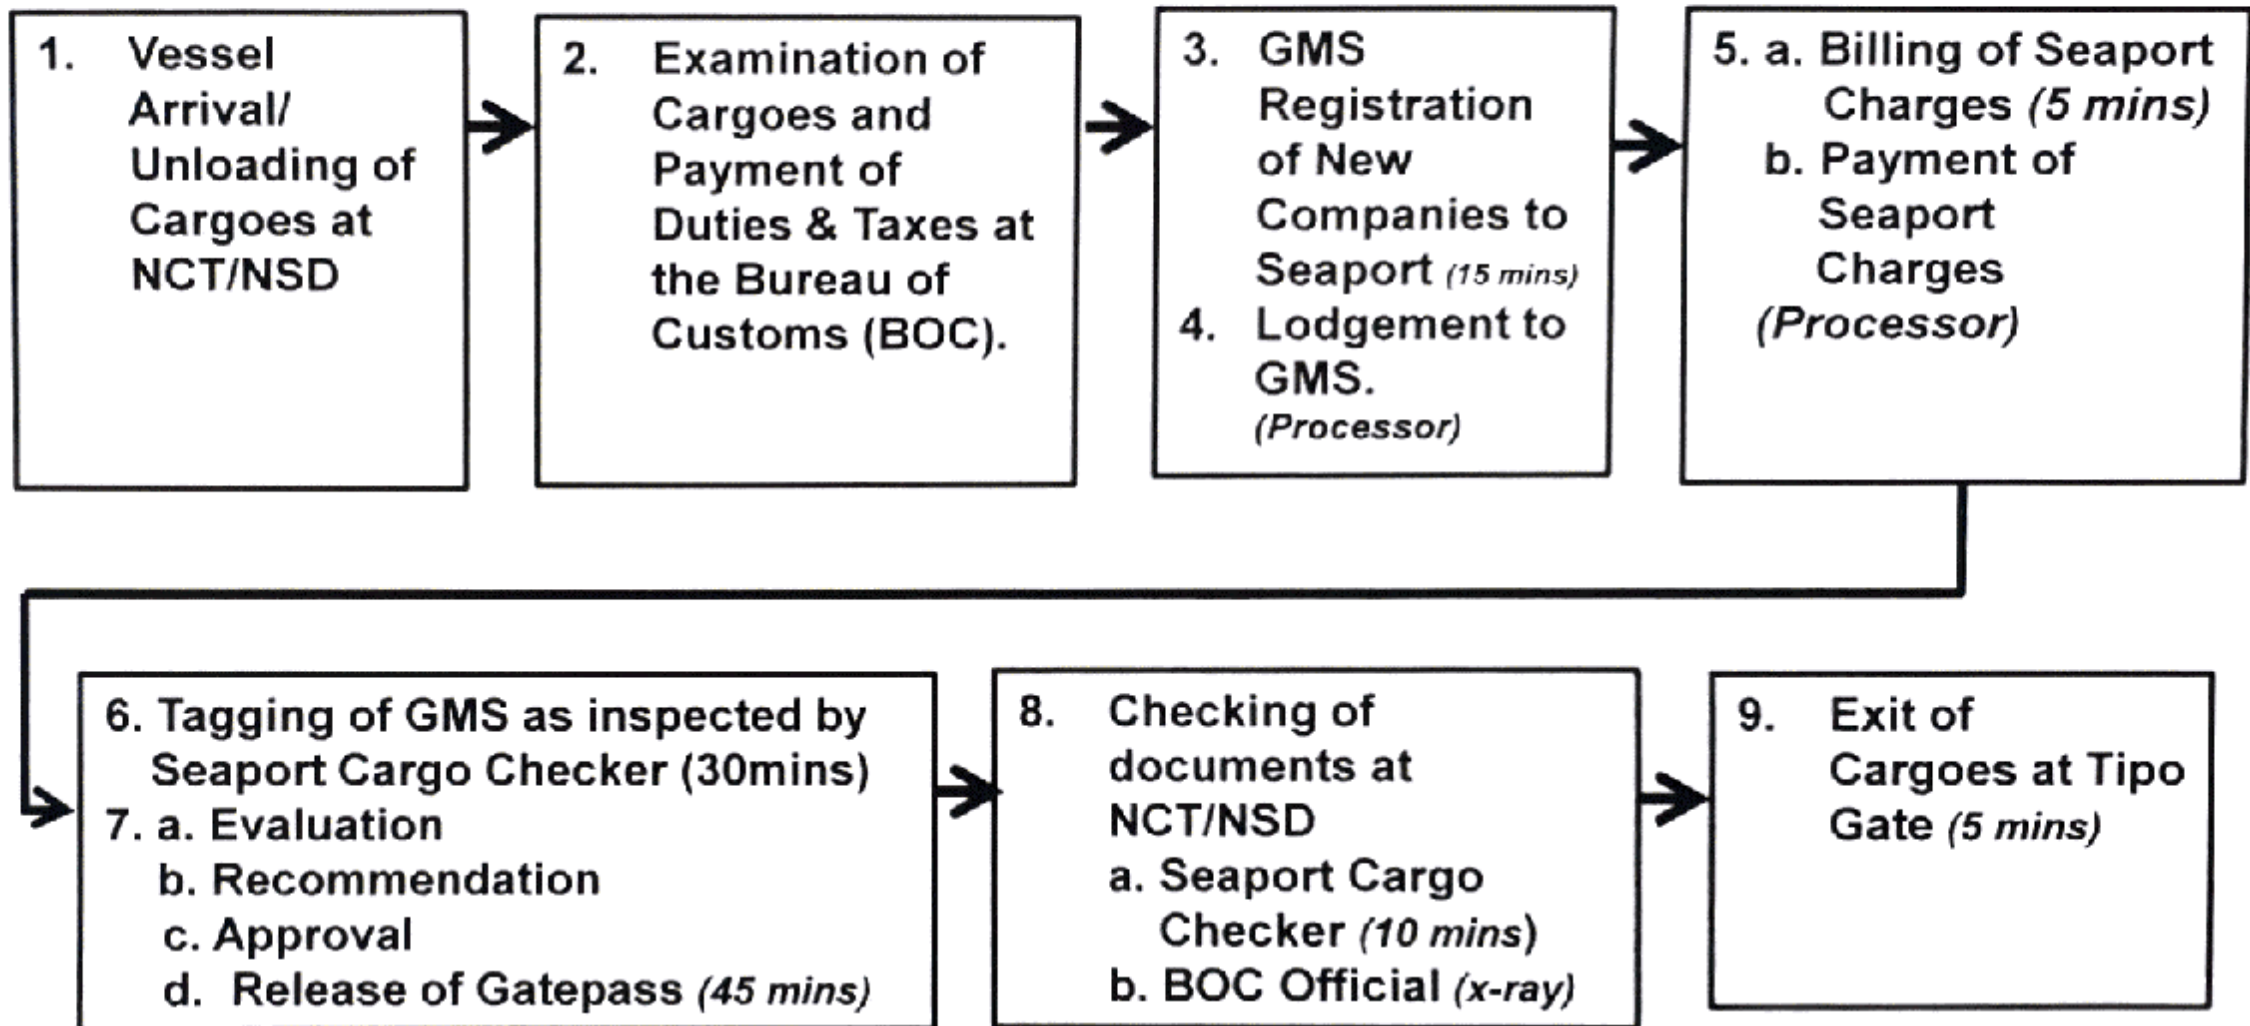 1. Vessel
Arrival/
Unloading of
Cargoes at
NCT/NSD
2. Examination of
Cargoes and
Payment of
Duties & Taxes at
the Bureau of
Customs (BOC).
3. GMS
Registration
of New
Companies to
Seaport (15 mins)
4. Lodgement to
GMS.
(Processor)
5. a. Billing of Seaport
Charges (5 mins)
b. Payment of
Seaport
Charges
(Processor)
6. Tagging of GMS as inspected by
Seaport Cargo Checker (30mins)
7. a. Evaluation
b. Recommendation
c. Approval
d. Release of Gatepass (45 mins)
8. Checking of
documents at
NCT/NSD
a. Seaport Cargo
Checker (10 mins)
b. BOC Official (x-ray)
9. Exit of
Cargoes at Tipo
Gate (5 mins)